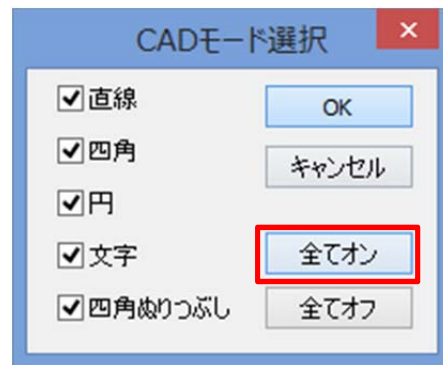 CADモード選択
直線
四角
円
文字
四角ぬりつぶし
OK
キャンセル
全てオン
全てオフ